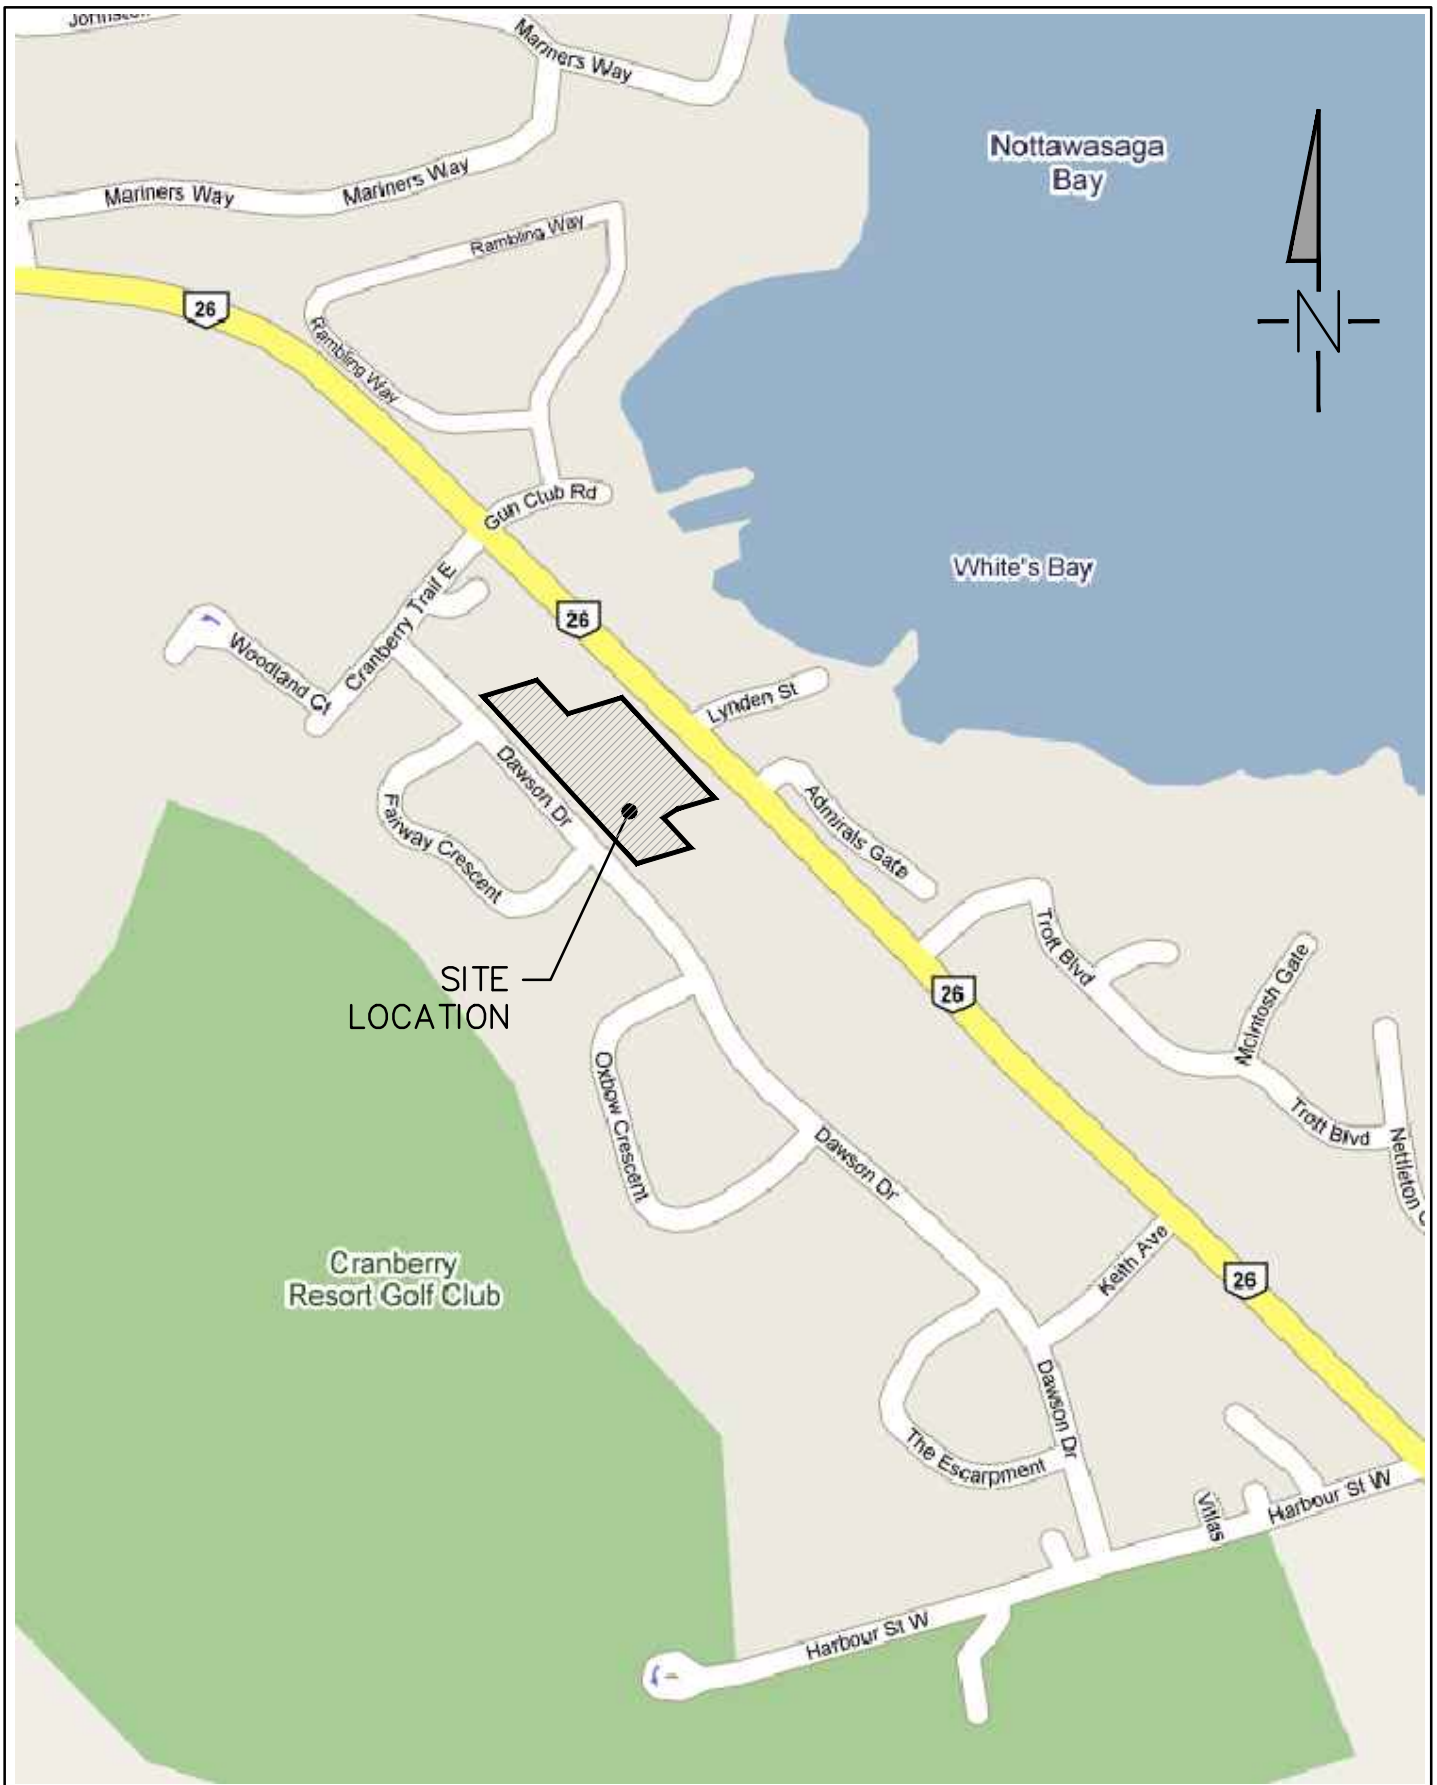 Mariners Way
Nottawasaga
Bay
Mariners Way
Mariners Way
Rambling Way
26
N
Rambling Way
Gun Club Rd
White's Bay
Cranberry Trail E
26
Woodland Ct
Lynden St
Dawson Dr
Admirals Gate
Fairway Crescent
SITE
LOCATION
Trott Blvd
26
McIntosh Gate
Oxbow Crescent
Trott Blvd
Nettleton
Dawson Dr
Cranberry
Resort Golf Club
Keith Ave
26
Dawson Dr
The Escarpment
Villas
Harbour St W
Harbour St W